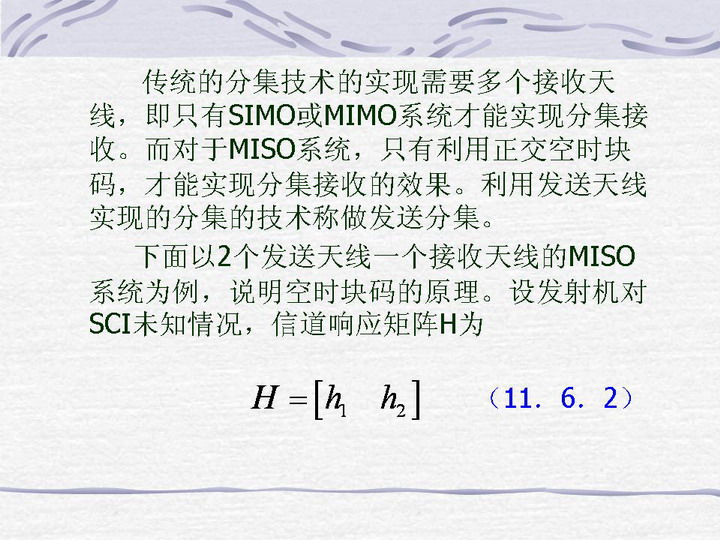 传统的分集技术的实现需要多个接收天
线，即只有SIMO或MIMO系统才能实现分集接
收。而对于MISO系统，只有利用正交空时块
码，才能实现分集接收的效果。利用发送天线
实现的分集的技术称做发送分集。
下面以2个发送天线一个接收天线的MISO
系统为例，说明空时块码的原理。设发射机对
SCI未知情况，信道响应矩阵H为
H = [h₁ h₂] （11．6．2）